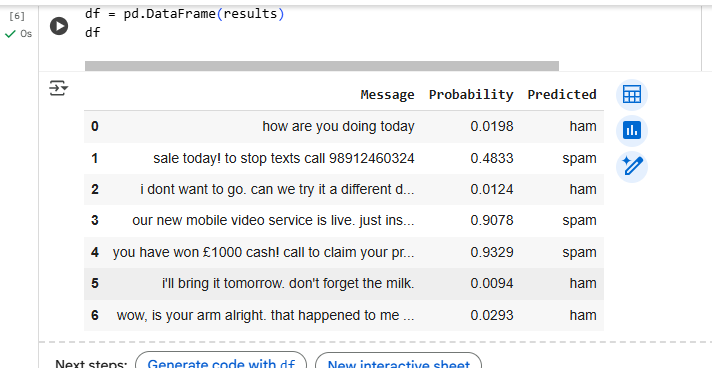 [6]
0s
df = pd.DataFrame(results)
df
Message Probability Predicted
0 how are you doing today 0.0198 ham
1 sale today! to stop texts call 98912460324 0.4833 spam
2 i dont want to go. can we try it a different d... 0.0124 ham
3 our new mobile video service is live. just ins... 0.9078 spam
4 you have won £1000 cash! call to claim your pr... 0.9329 spam
5 i'll bring it tomorrow. don't forget the milk. 0.0094 ham
6 wow, is your arm alright. that happened to me ... 0.0293 ham
Next steps: Generate code with df New interactive sheet